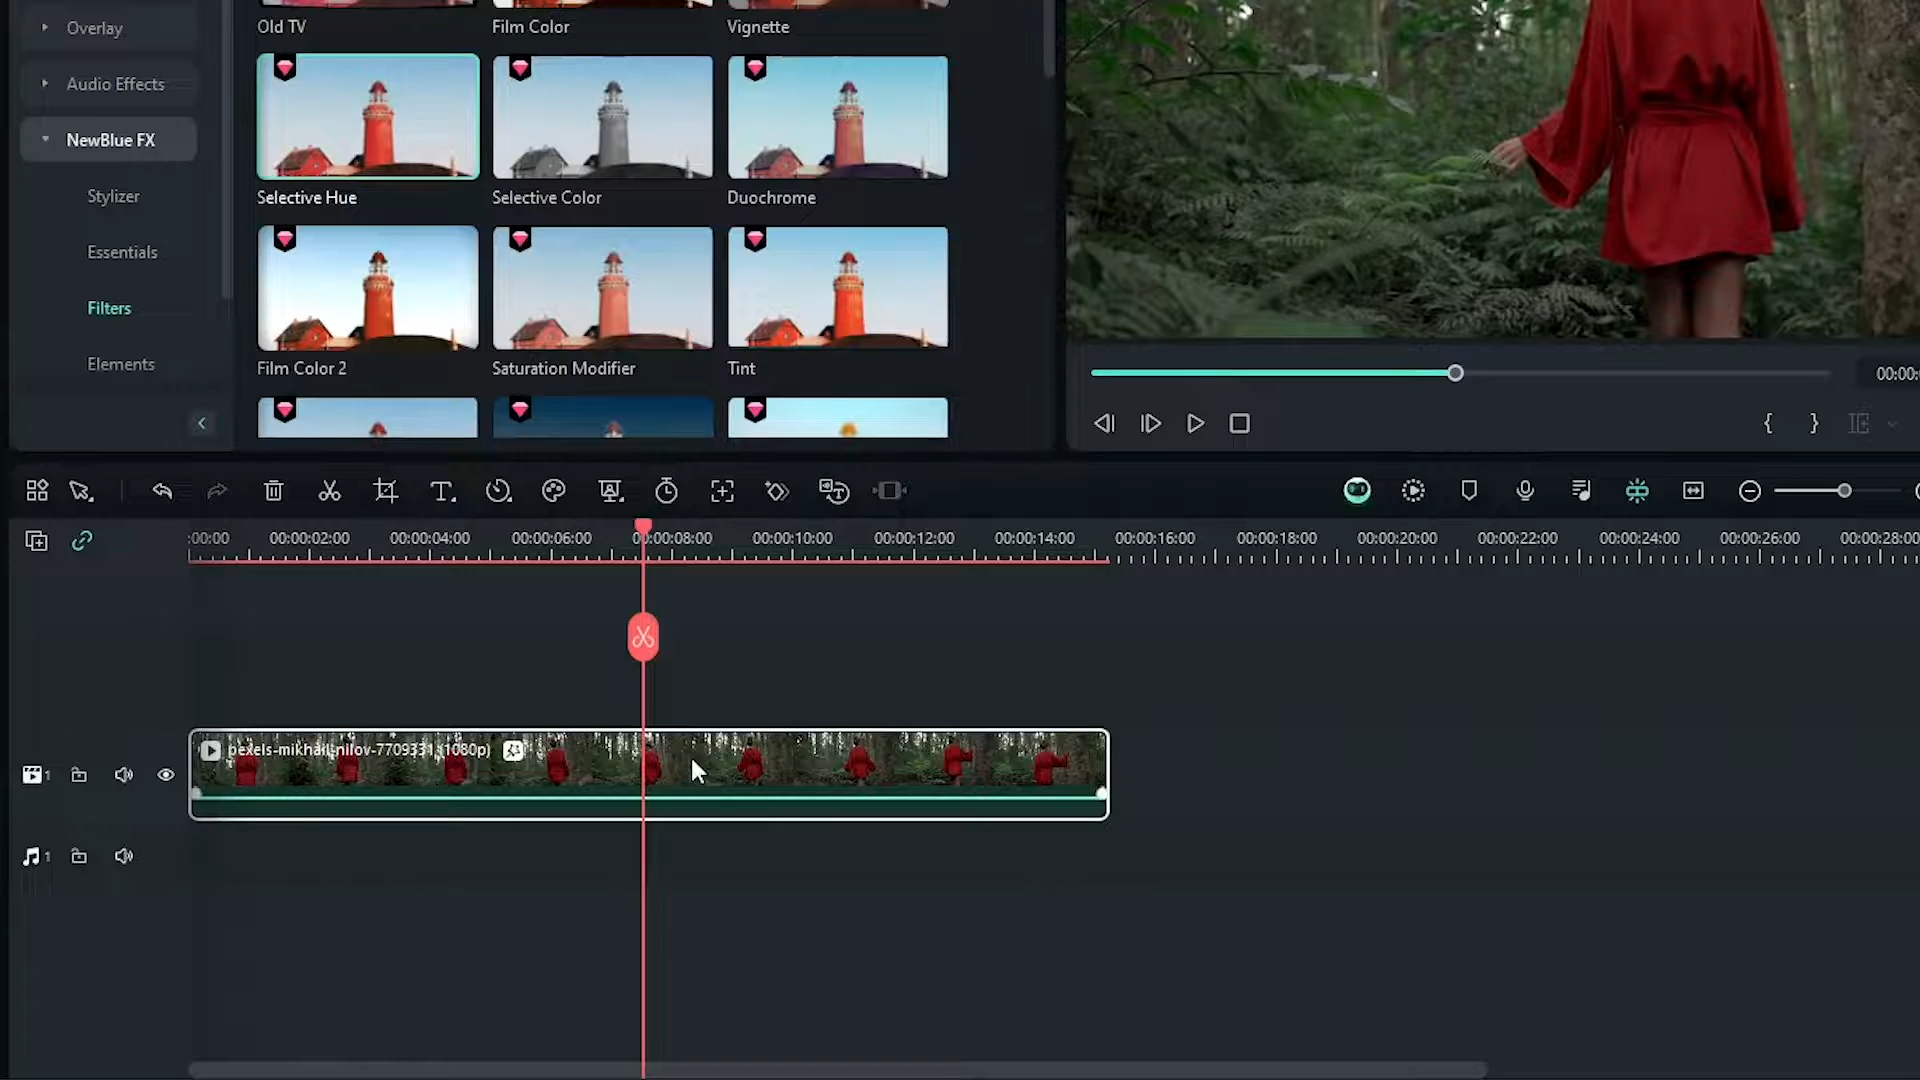 Overlay
Audio Effects
NewBlue FX
Stylizer
Essentials
Filters
Elements
Old TV
Film Color
Vignette
Selective Hue
Selective Color
Duochrome
Film Color 2
Saturation Modifier
Tint
00:00:
:00:00
00:00:02:00
00:00:04:00
00:00:06:00
00:00:08:00
00:00:10:00
00:00:12:00
00:00:14:00
00:00:16:00
00:00:18:00
00:00:20:00
00:00:22:00
00:00:24:00
00:00:26:00
00:00:28:00
pexels-mikhail-nilov-7709331 (1080p)
1
1